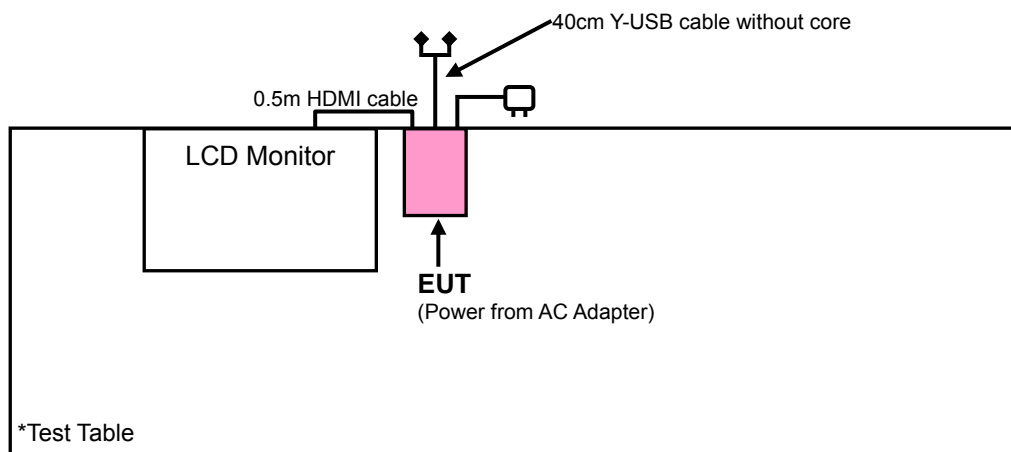 40cm Y-USB cable without core
0.5m HDMI cable
LCD Monitor
EUT
(Power from AC Adapter)
*Test Table